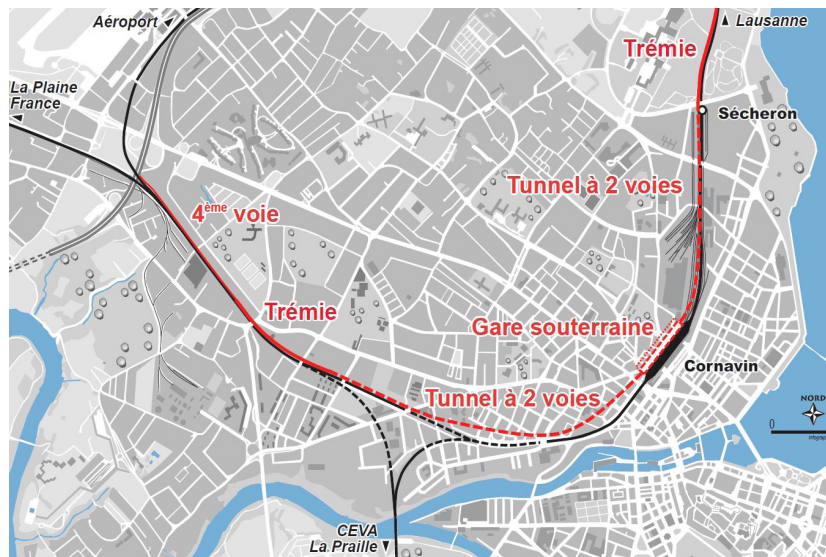 Aéroport
Lausanne
Trémie
La Plaine
France
Sécheron
Tunnel à 2 voies
4ème voie
Trémie
Gare souterraine
Cornavin
Tunnel à 2 voies
NORD
0
CEVA
La Praille